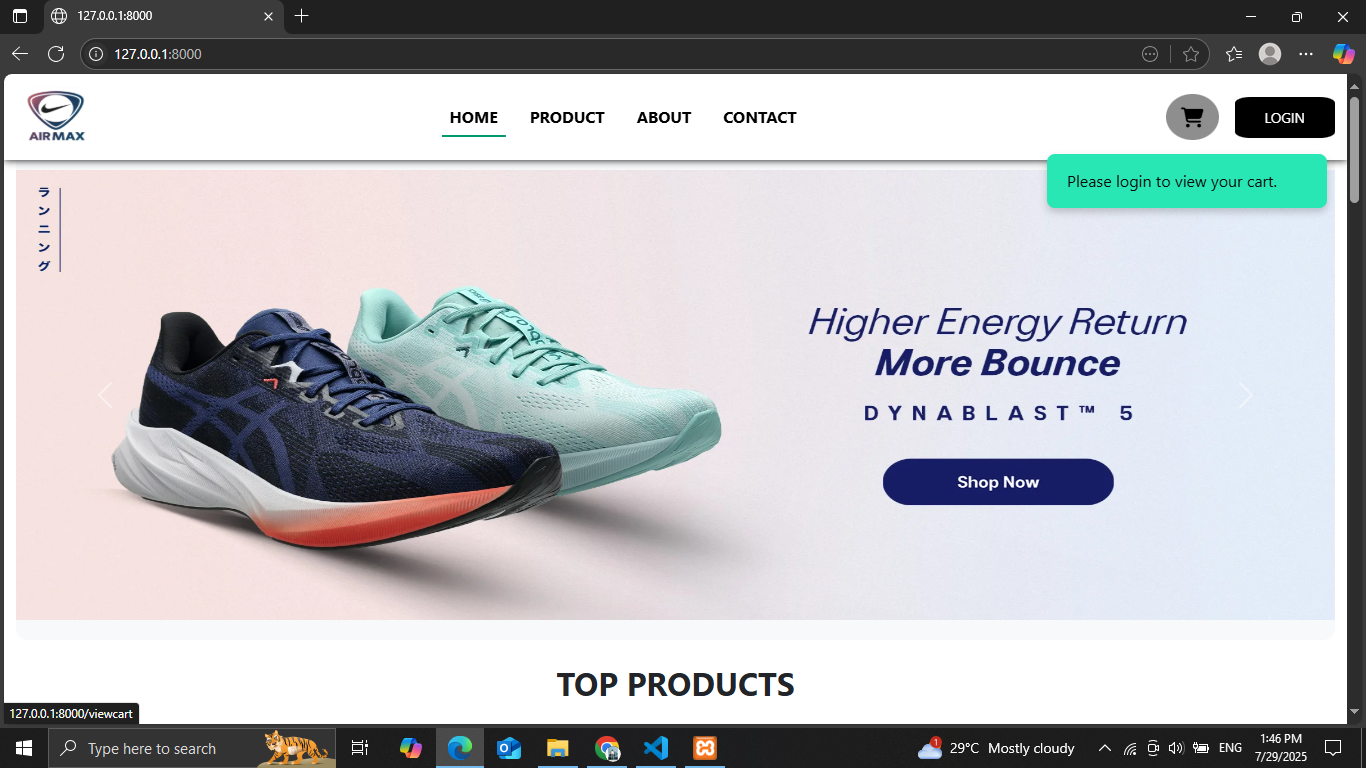 127.0.0.1:8000
127.0.0.1:8000
AIRMAX
HOME PRODUCT ABOUT CONTACT
LOGIN
Please login to view your cart.
ランニング
Higher Energy Return
More Bounce
DYNABLAST™ 5
Shop Now
TOP PRODUCTS
127.0.0.1:8000/viewcart
Type here to search
1
29°C Mostly cloudy
ENG
1:46 PM
7/29/2025